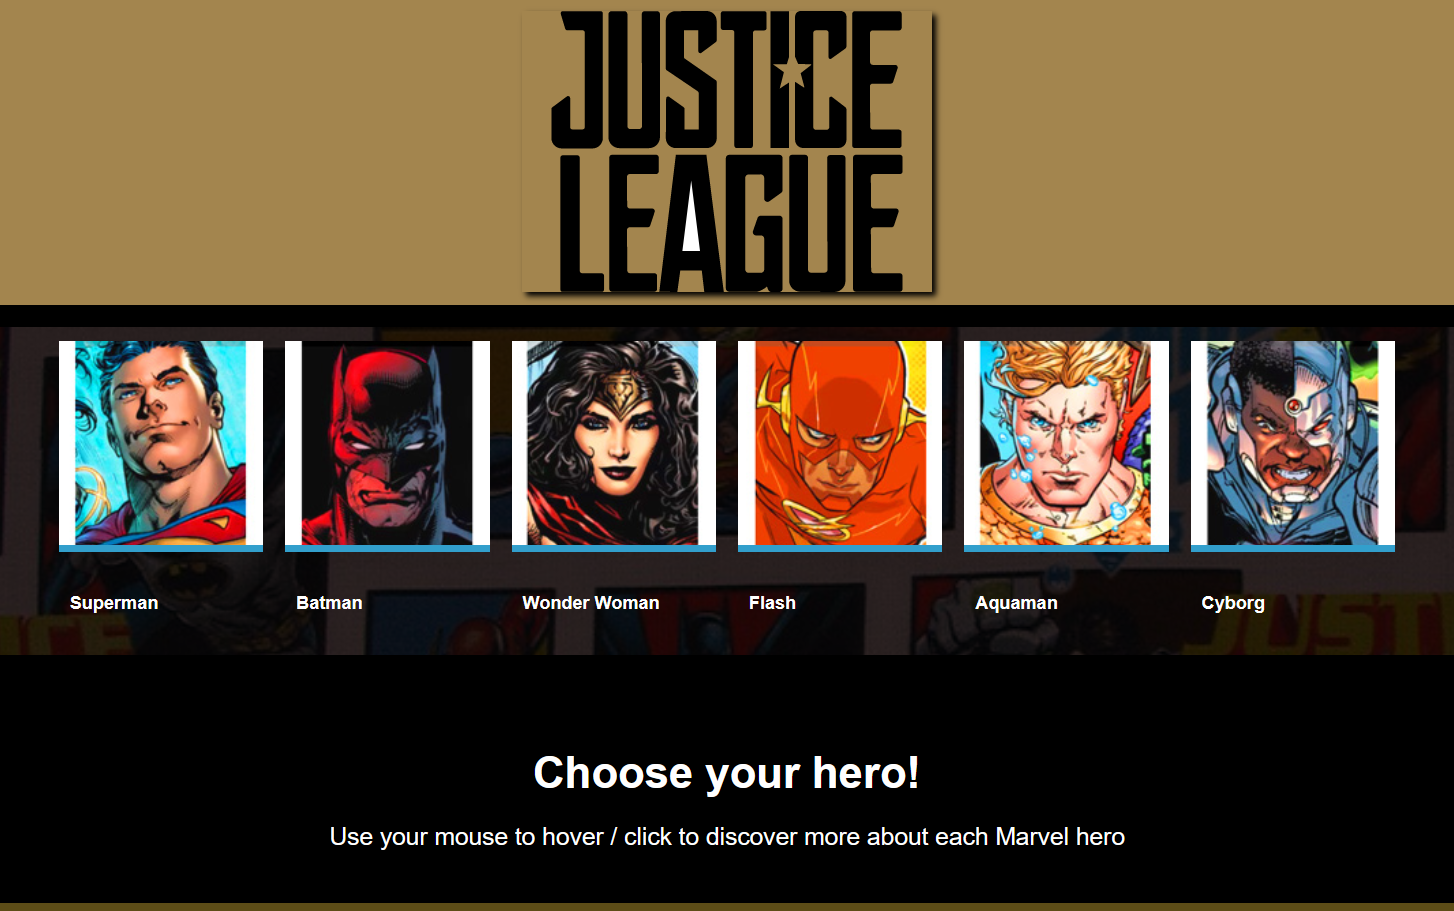 JUSTICE
LEAGUE
Superman
Batman
Wonder Woman
Flash
Aquaman
Cyborg
Choose your hero!
Use your mouse to hover / click to discover more about each Marvel hero